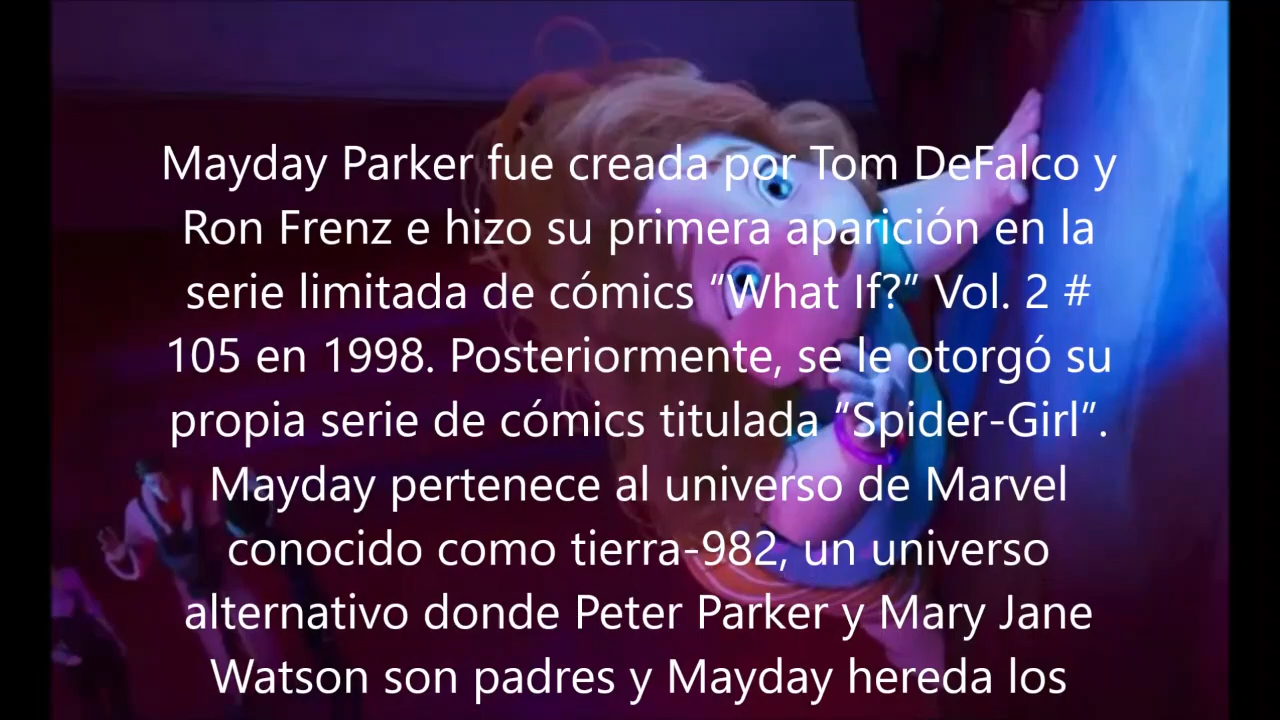 Mayday Parker fue creada por Tom DeFalco y
Ron Frenz e hizo su primera aparición en la
serie limitada de cómics “What If?” Vol. 2 #
105 en 1998. Posteriormente, se le otorgó su
propia serie de cómics titulada “Spider-Girl”.
Mayday pertenece al universo de Marvel
conocido como tierra-982, un universo
alternativo donde Peter Parker y Mary Jane
Watson son padres y Mayday hereda los